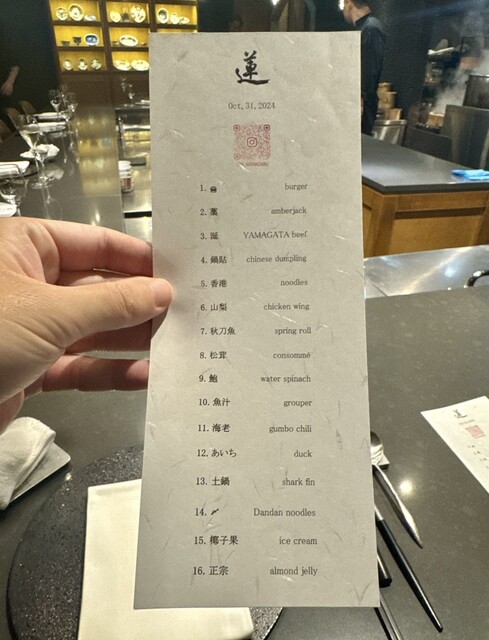 蓮
Oct, 31, 2024
1. 🍔 burger
2. 藁 amberjack
3. 涎 YAMAGATA beef
4. 鍋貼 chinese dumpling
5. 香港 noodles
6. 山梨 chicken wing
7. 秋刀魚 spring roll
8. 松茸 consommé
9. 鮑 water spinach
10. 魚汁 grouper
11. 海老 gumbo chili
12. あいち duck
13. 土鍋 shark fin
14. 〆 Dandan noodles
15. 椰子果 ice cream
16. 正宗 almond jelly
蓮